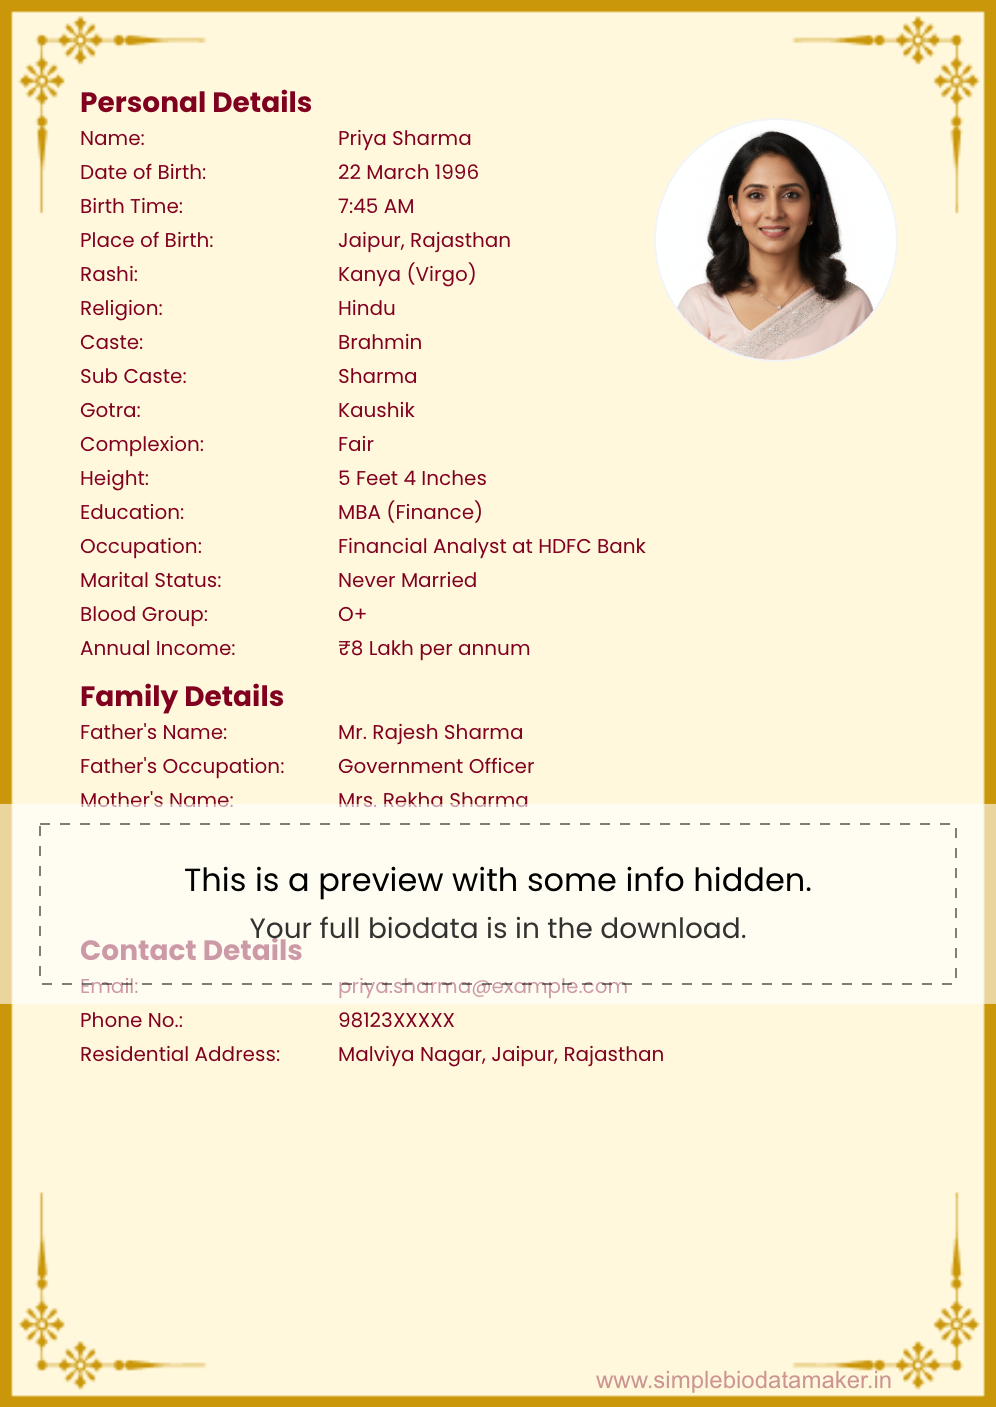 Personal Details
Name: Priya Sharma
Date of Birth: 22 March 1996
Birth Time: 7:45 AM
Place of Birth: Jaipur, Rajasthan
Rashi: Kanya (Virgo)
Religion: Hindu
Caste: Brahmin
Sub Caste: Sharma
Gotra: Kaushik
Complexion: Fair
Height: 5 Feet 4 Inches
Education: MBA (Finance)
Occupation: Financial Analyst at HDFC Bank
Marital Status: Never Married
Blood Group: O+
Annual Income: ₹8 Lakh per annum
Family Details
Father's Name: Mr. Rajesh Sharma
Father's Occupation: Government Officer
Mother's Name: Mrs. Rekha Sharma
This is a preview with some info hidden.
Your full biodata is in the download.
Contact Details
Email: priya.sharma@example.com
Phone No.: 98123XXXXX
Residential Address: Malviya Nagar, Jaipur, Rajasthan
www.simplebiodatamaker.in